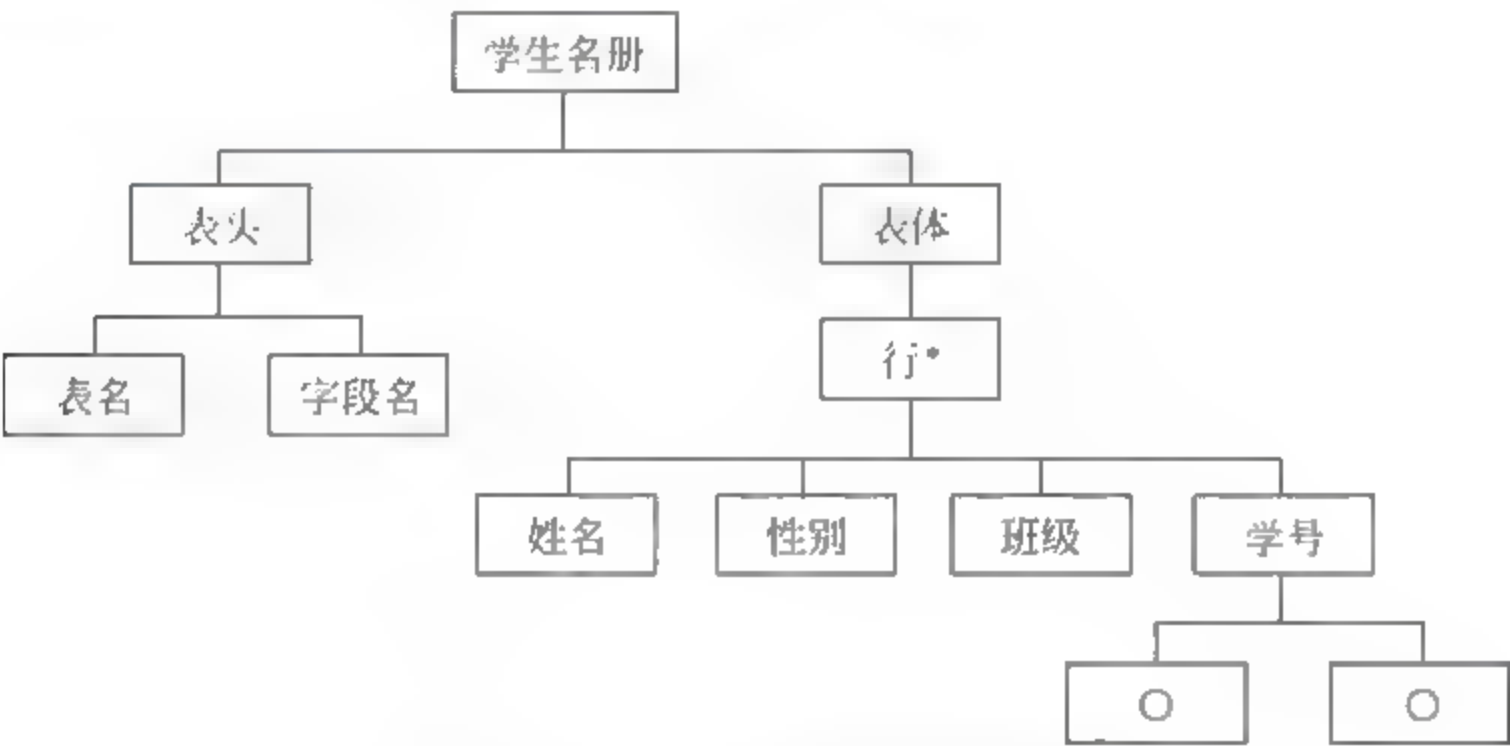 学生名册
表头
表体
行*
表名
字段名
姓名
性别
班级
学号
○
○